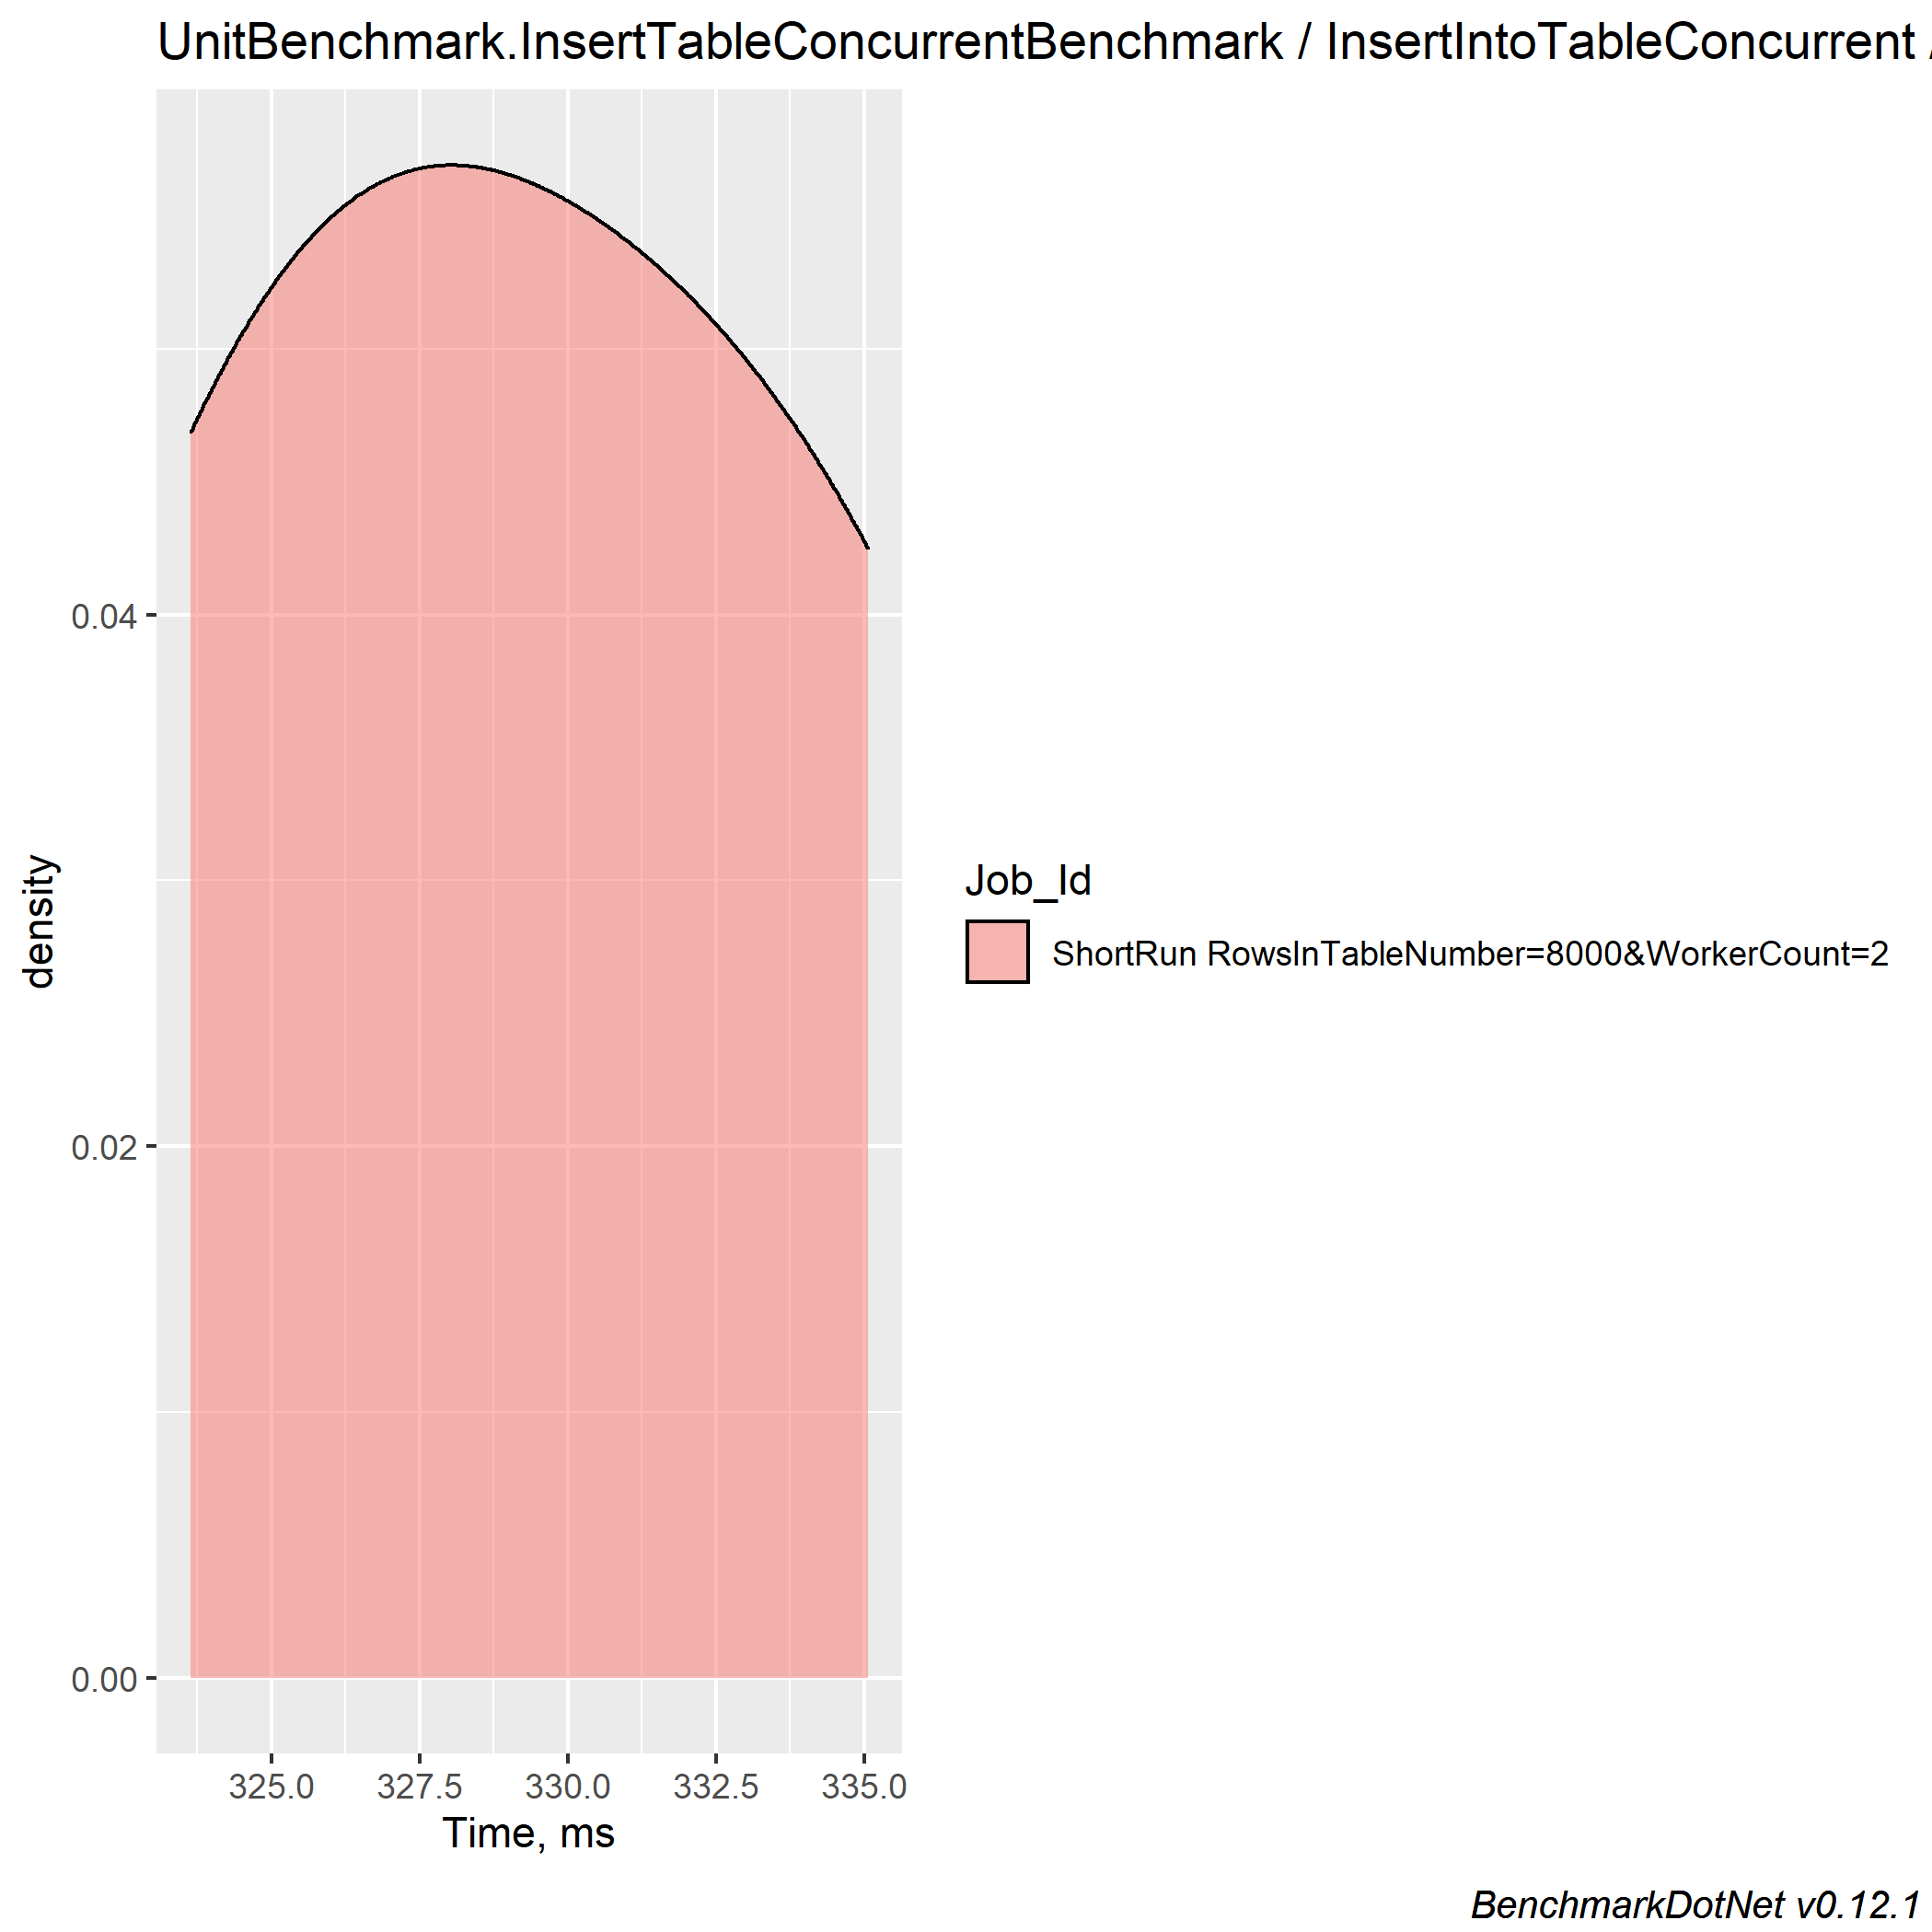 UnitBenchmark.InsertTableConcurrentBenchmark / InsertIntoTableConcurrent /
density
0.04
0.02
0.00
325.0 327.5 330.0 332.5 335.0
Time, ms
Job_Id
ShortRun RowsInTableNumber=8000&WorkerCount=2
BenchmarkDotNet v0.12.1